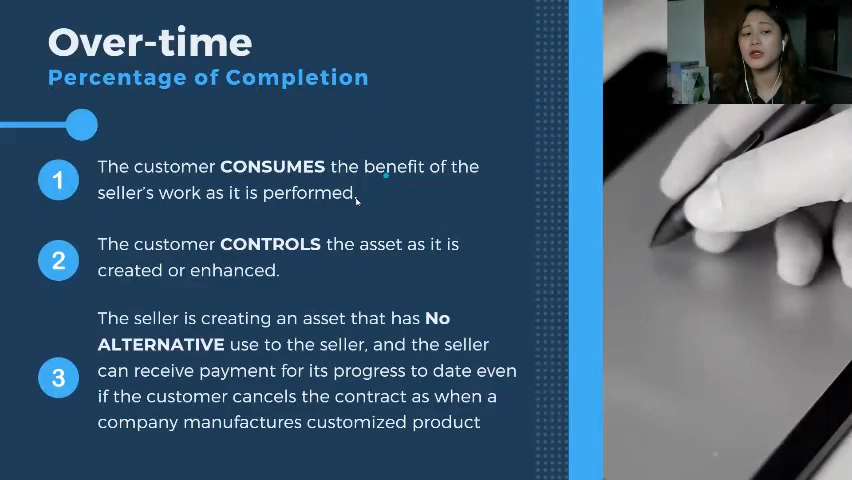 Over-time
Percentage of Completion
1
The customer CONSUMES the benefit of the
seller's work as it is performed.
2
The customer CONTROLS the asset as it is
created or enhanced.
3
The seller is creating an asset that has No
ALTERNATIVE use to the seller, and the seller
can receive payment for its progress to date even
if the customer cancels the contract as when a
company manufactures customized product